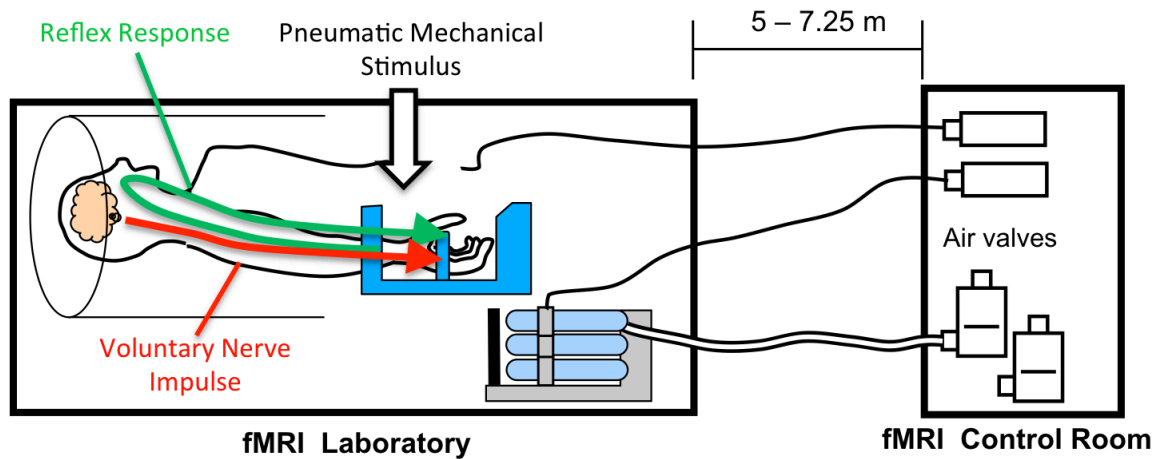 Reflex Response
Pneumatic Mechanical
Stimulus
5 – 7.25 m
Air valves
Voluntary Nerve
Impulse
fMRI Laboratory
fMRI Control Room